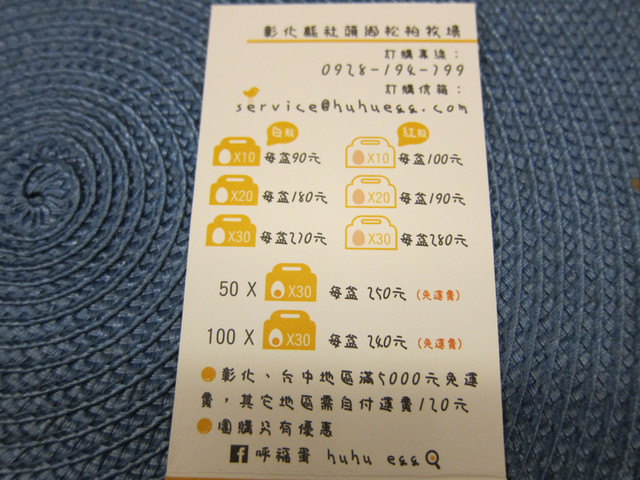 彰化縣社頭周松柏牧場
訂購專線:
0928-194-799
訂購信箱:
service@huhuegg.com
白殼 紅殼
X10 每盒90元 X10 每盒100元
X20 每盒180元 X20 每盒190元
X30 每盒270元 X30 每盒280元
50 X X30 每盒 250元 (免運費)
100 X X30 每盒 240元 (免運費)
彰化、台中地區滿5000元免運
費,其它地區需自付運費120元
團購另有優惠
f 呼福蛋 huhu egg